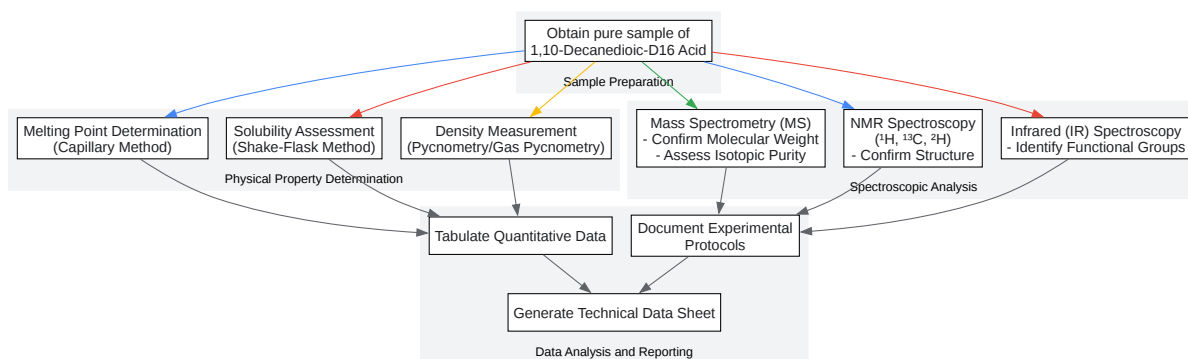 Obtain pure sample of
1,10-Decanedioic-D16 Acid
Sample Preparation
Melting Point Determination
(Capillary Method)
Solubility Assessment
(Shake-Flask Method)
Density Measurement
(Pycnometry/Gas Pycnometry)
Physical Property Determination
Mass Spectrometry (MS)
- Confirm Molecular Weight
- Assess Isotopic Purity
NMR Spectroscopy
(¹H, ¹³C, ²H)
- Confirm Structure
Infrared (IR) Spectroscopy
- Identify Functional Groups
Spectroscopic Analysis
Tabulate Quantitative Data
Document Experimental
Protocols
Generate Technical Data Sheet
Data Analysis and Reporting